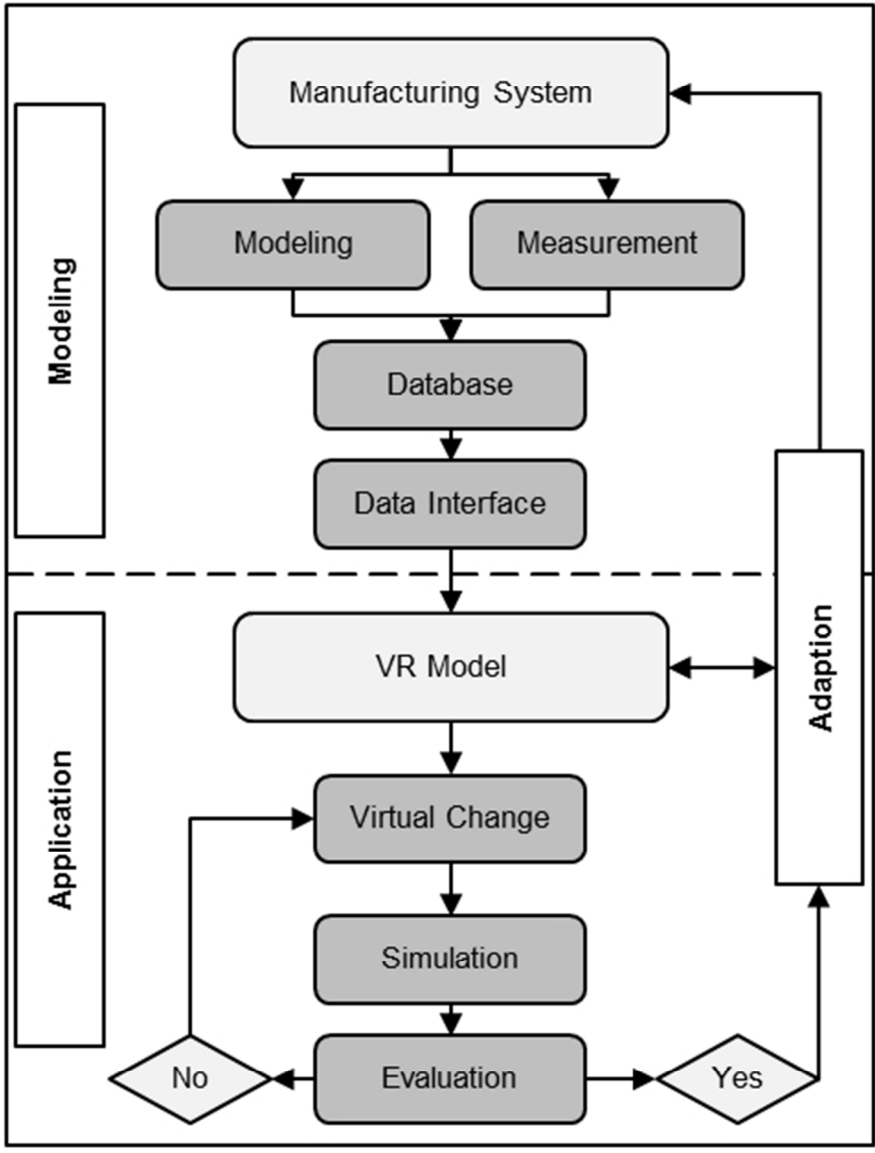 Manufacturing System
Modeling
Modeling
Measurement
Database
Data Interface
Application
VR Model
Adaption
Virtual Change
Simulation
No
Evaluation
Yes